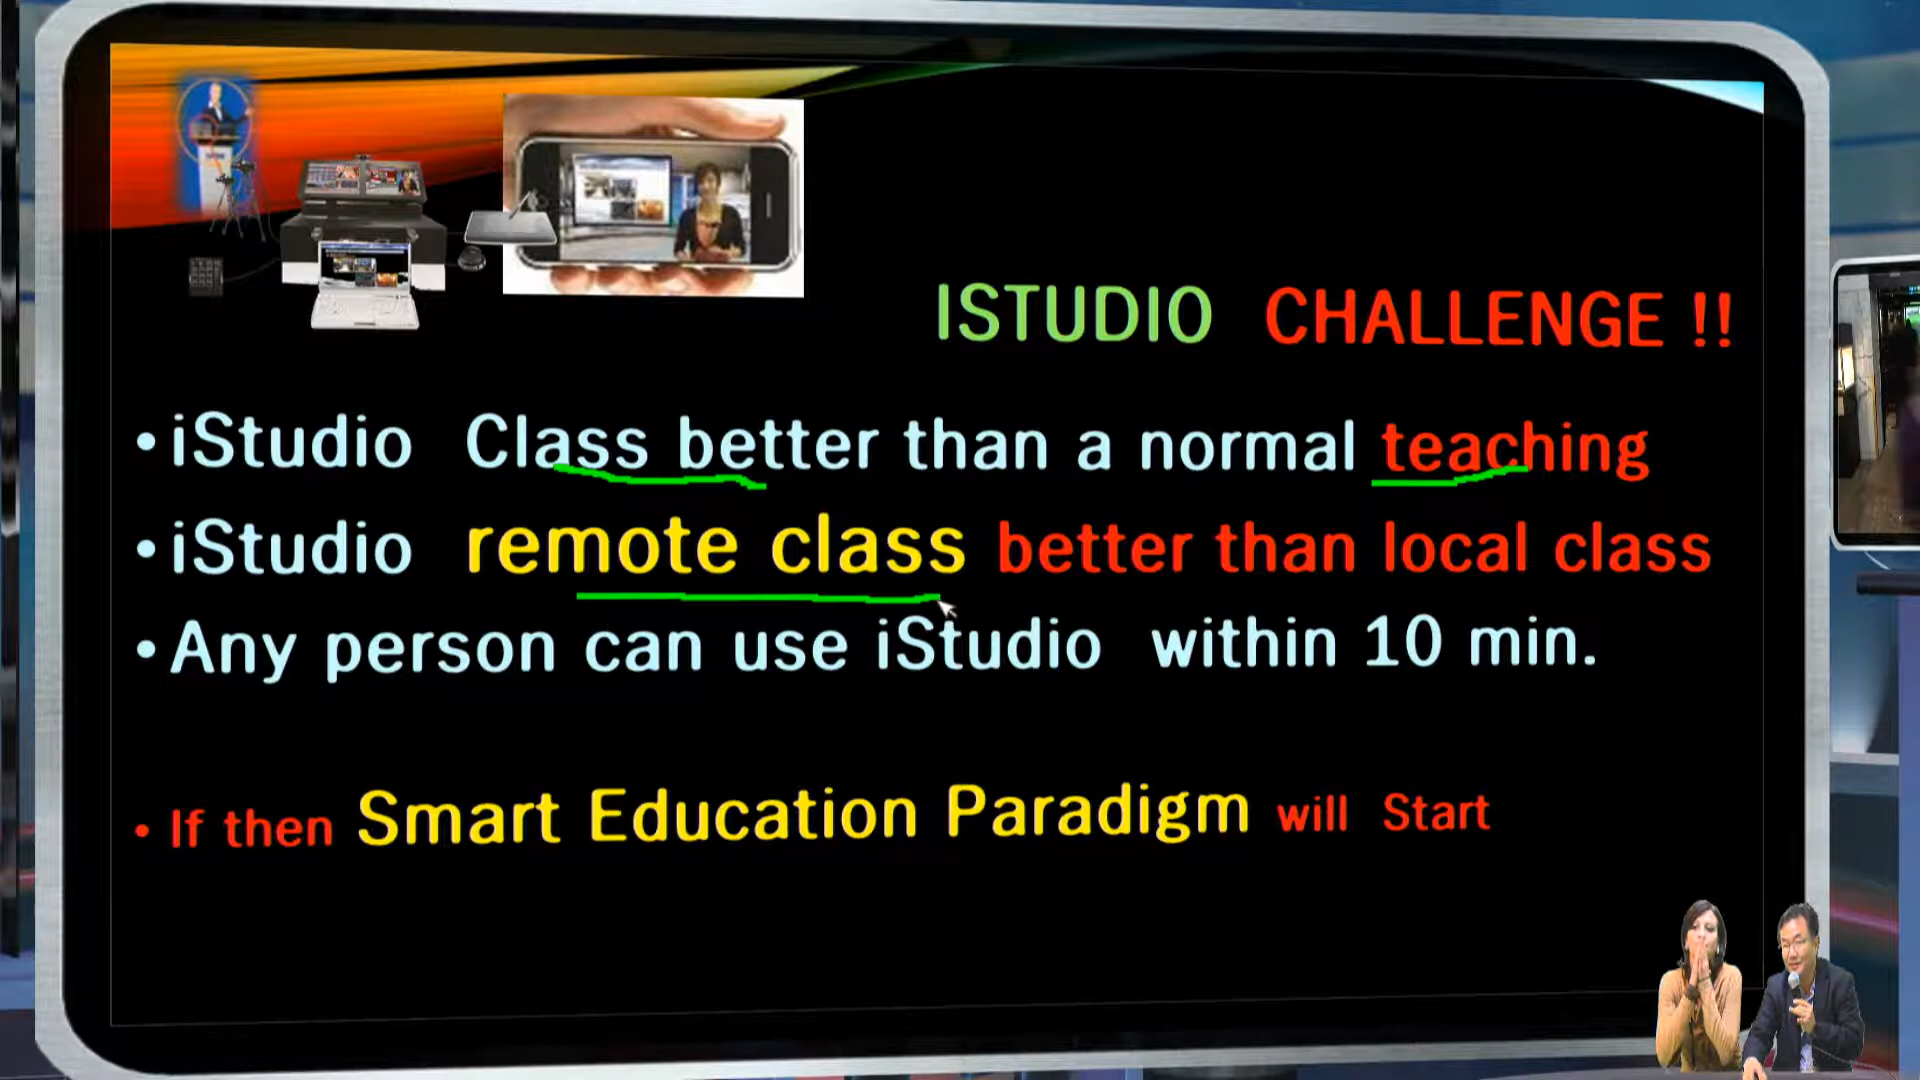 ISTUDIO CHALLENGE !!
• iStudio Class better than a normal teaching
• iStudio remote class better than local class
• Any person can use iStudio within 10 min.
• If then Smart Education Paradigm will Start